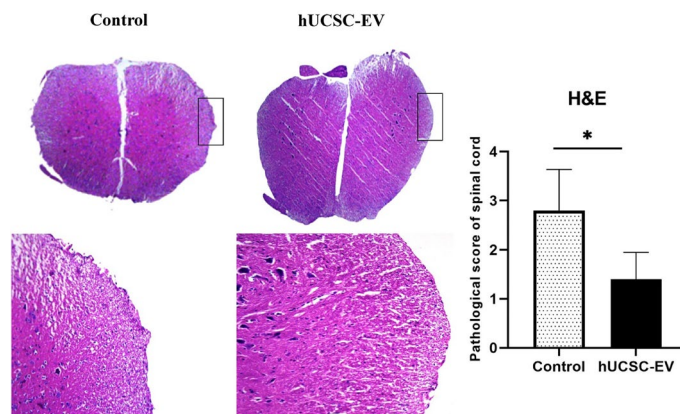 Control
hUCSC-EV
H&E
*
Pathological score of spinal cord
4
3
2
1
0
Control
hUCSC-EV